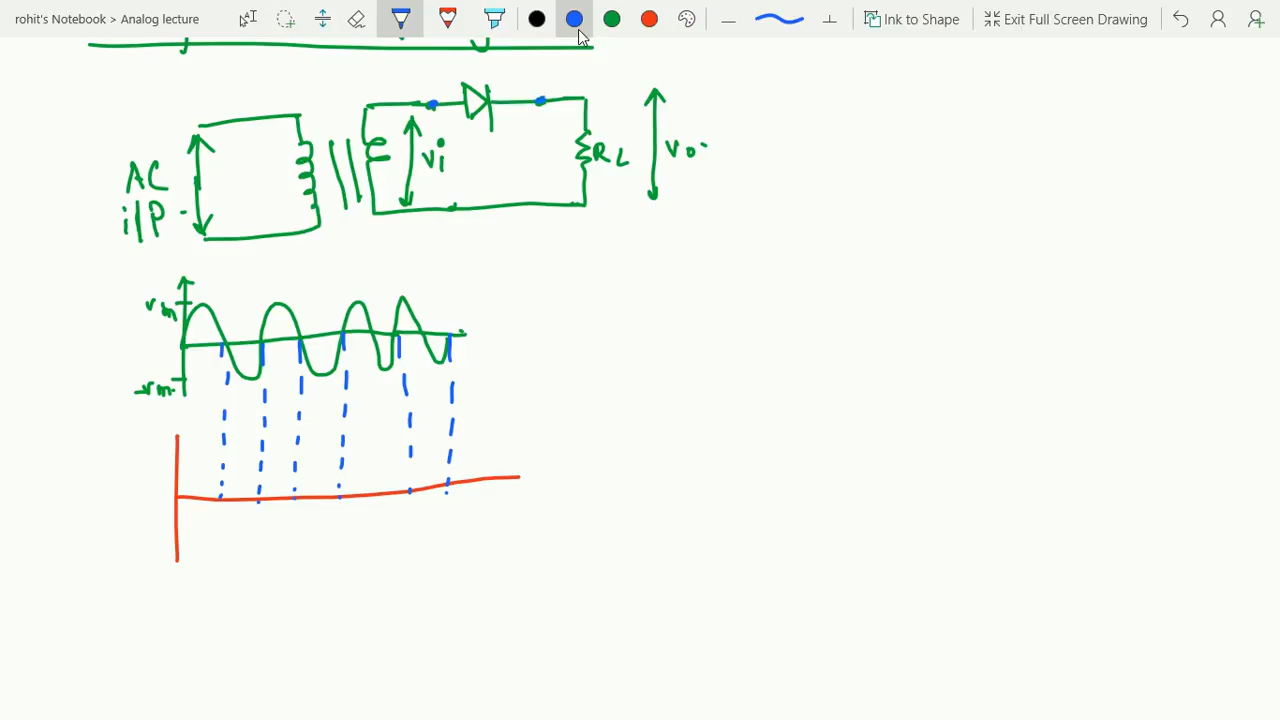 rohit's Notebook > Analog lecture
Ink to Shape
Exit Full Screen Drawing
AC
i/P
Vi
RL
Vo
Vm
-Vm